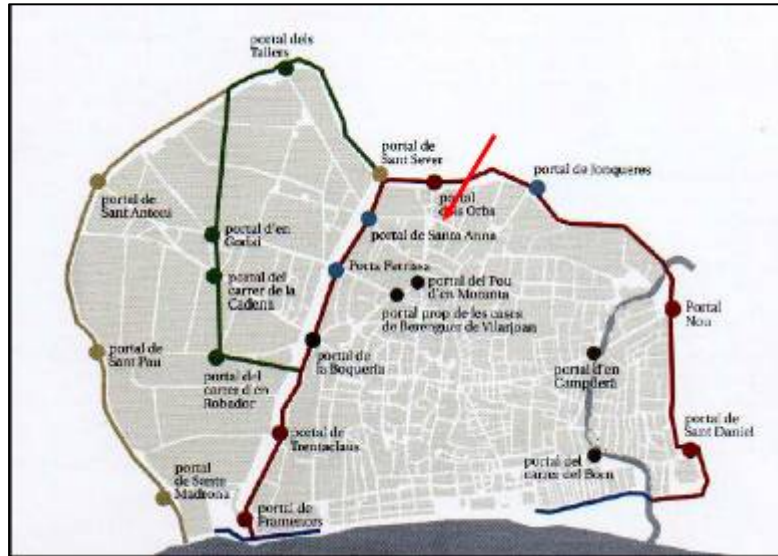 portal dels
Tallers
portal de
Sant Sever
portal de Jonqueres
portal
Orbs
portal de
Sant Antoni
portal de Santa Anna
portal d'en
Porta Ferrissa
portal del
carrer de la
Cadena
portal del Pou
d'en Moranta
portal prop de les cases
de Berenguer de Vilarjoan
Portal
Nou
portal de
Sant Pau
portal del
carrer d'en
Robador
portal de
la Boqueria
portal d'en
Campderà
portal de
Trentaclaus
portal de
Sant Daniel
portal del
carrer del Born
portal
de Santa
Madrona
portal de
Framenors